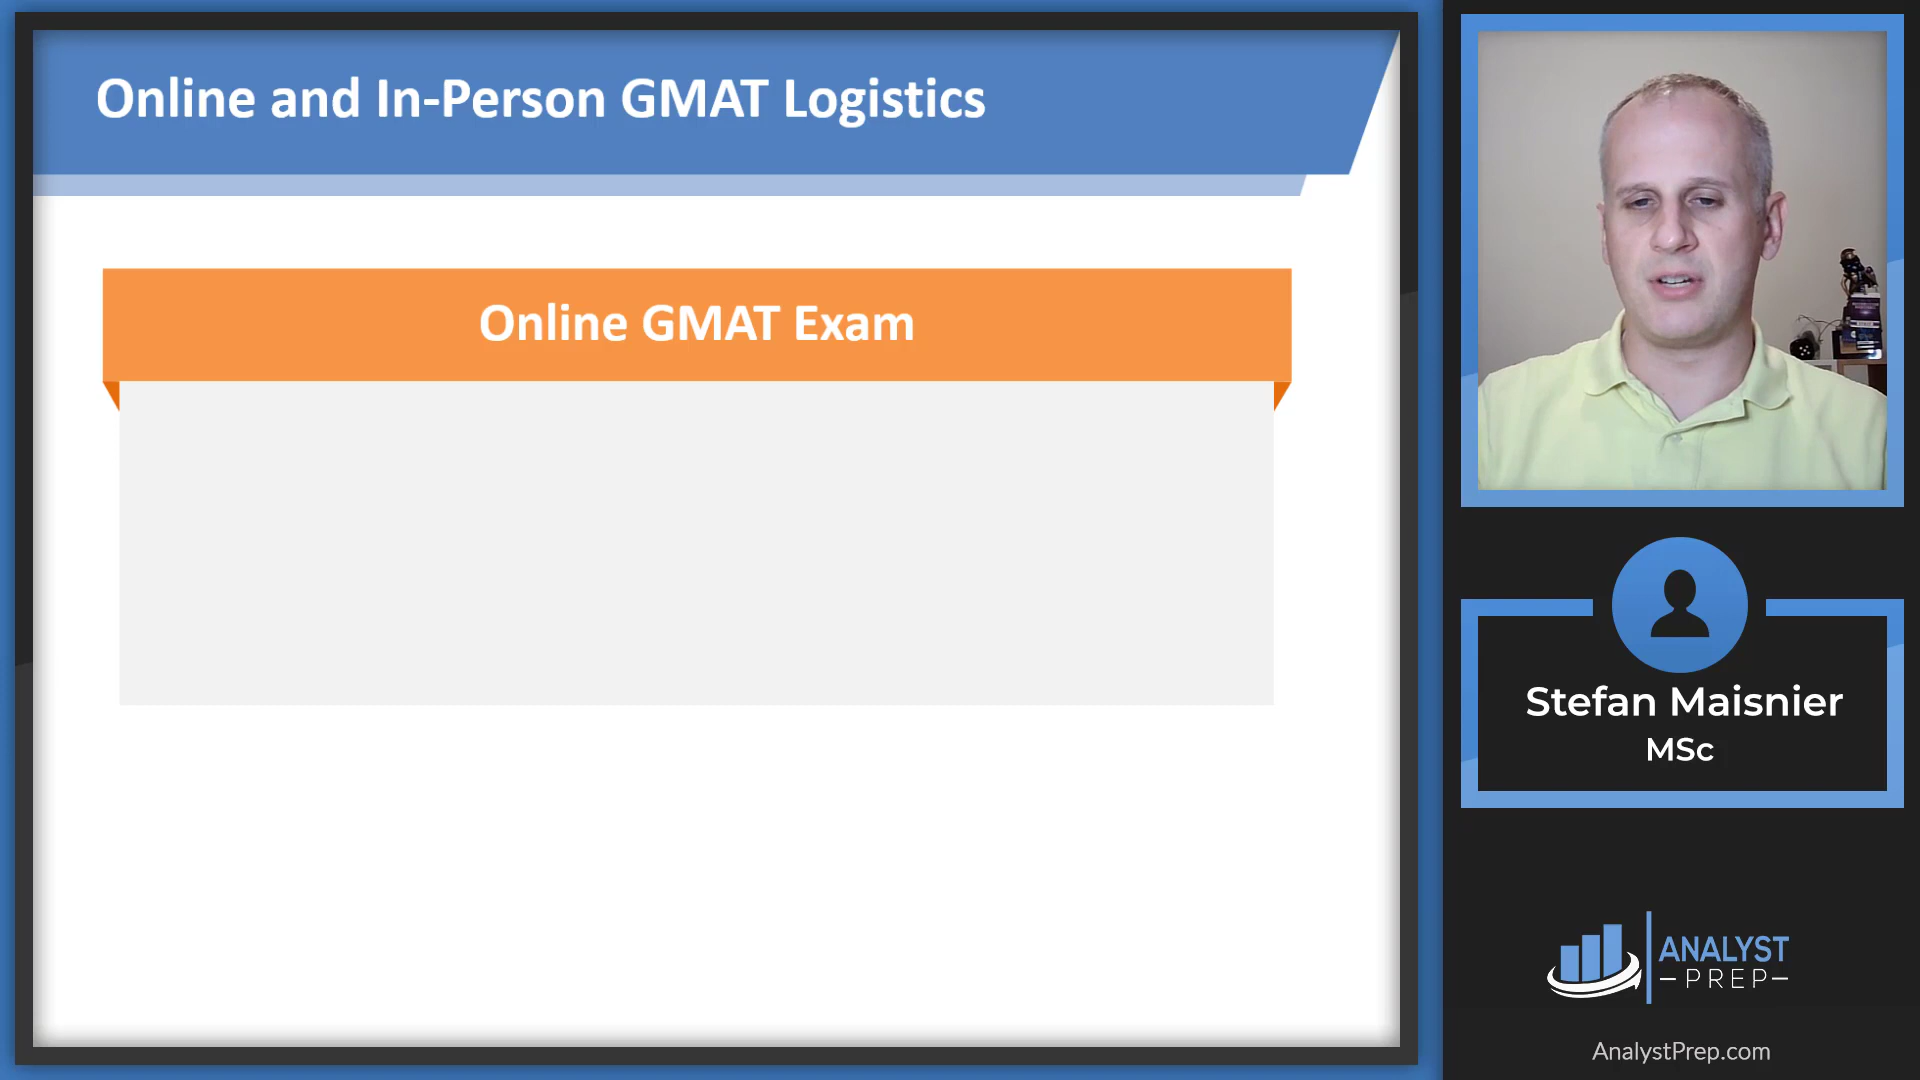 Online and In-Person GMAT Logistics
Online GMAT Exam
Stefan Maisnier
MSc
ANALYST
PREP
AnalystPrep.com